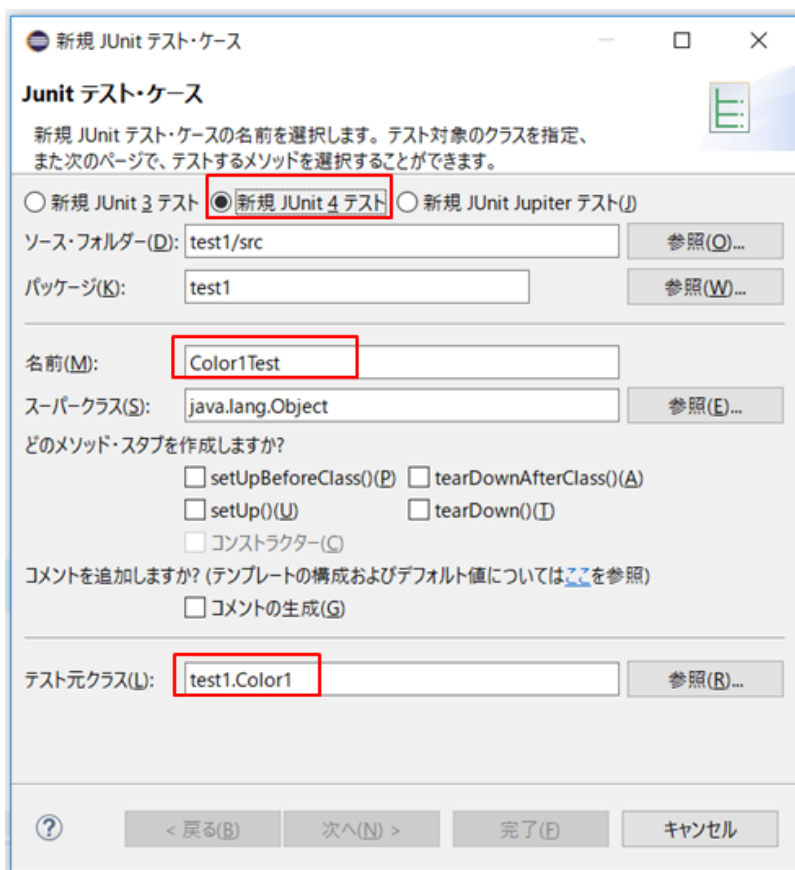 新規 JUnit テスト・ケース
Junit テスト・ケース
新規 JUnit テスト・ケースの名前を選択します。テスト対象のクラスを指定、
また次のページで、テストするメソッドを選択することができます。
新規 JUnit 3 テスト 新規 JUnit 4 テスト 新規 JUnit Jupiter テスト(J)
ソース・フォルダー(D): test1/src 参照(O)...
パッケージ(K): test1 参照(W)...
名前(M): Color1Test
スーパークラス(S): java.lang.Object 参照(E)...
どのメソッド・スタブを作成しますか?
setUpBeforeClass()(P) tearDownAfterClass()(A)
setUp()(U) tearDown()(T)
コンストラクター(C)
コメントを追加しますか? (テンプレートの構成およびデフォルト値についてはここを参照)
コメントの生成(G)
テスト元クラス(L): test1.Color1 参照(R)...
? < 戻る(B) 次へ(N) > 完了(F) キャンセル